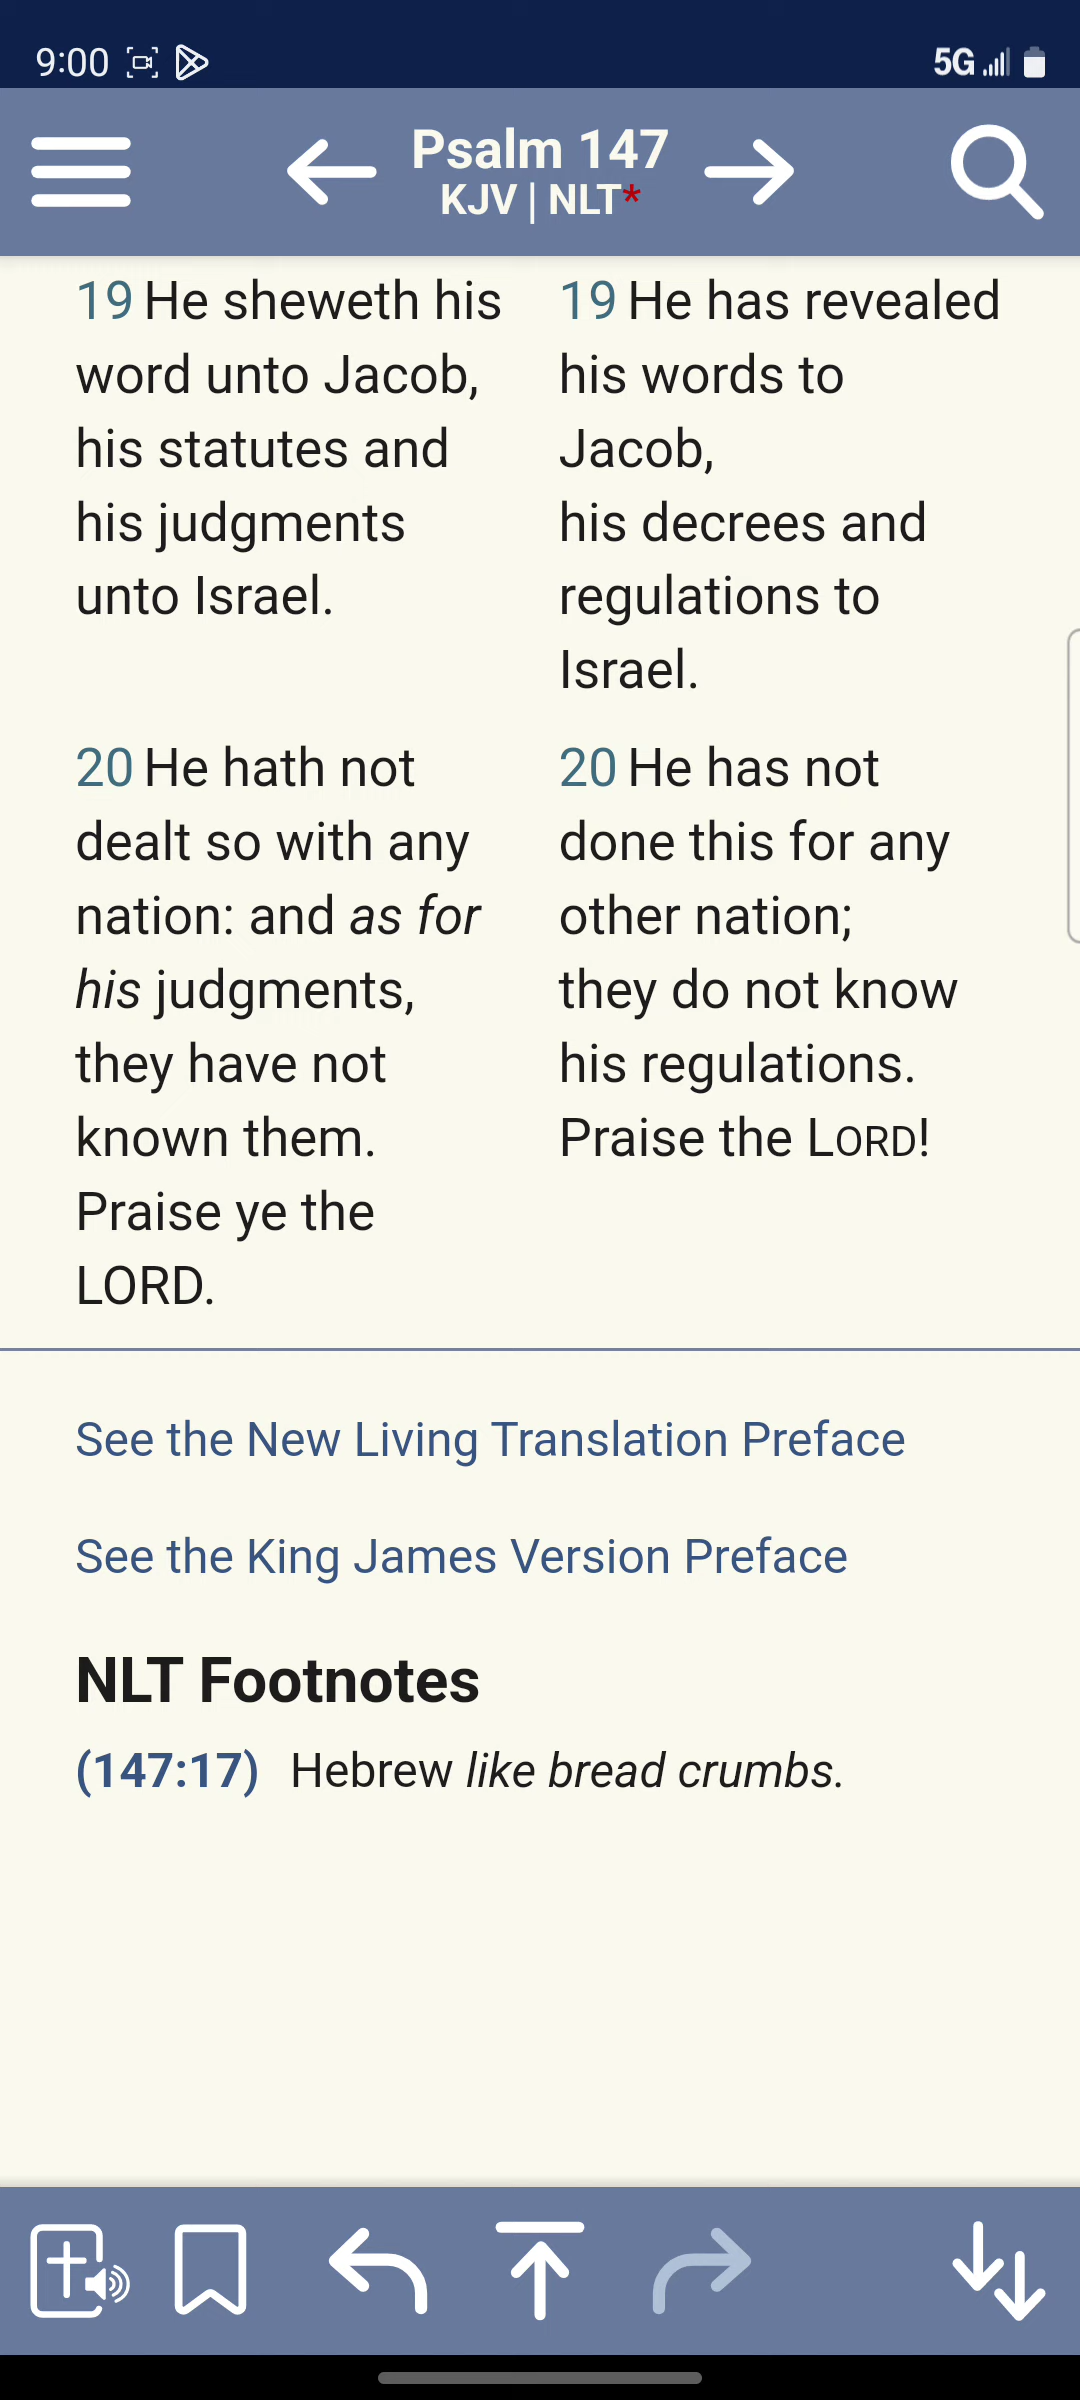 9:00
5G
Psalm 147
KJV | NLT*
19 He sheweth his
word unto Jacob,
his statutes and
his judgments
unto Israel.
19 He has revealed
his words to
Jacob,
his decrees and
regulations to
Israel.
20 He hath not
dealt so with any
nation: and as for
his judgments,
they have not
known them.
Praise ye the
LORD.
20 He has not
done this for any
other nation;
they do not know
his regulations.
Praise the LORD!
See the New Living Translation Preface
See the King James Version Preface
NLT Footnotes
(147:17) Hebrew like bread crumbs.